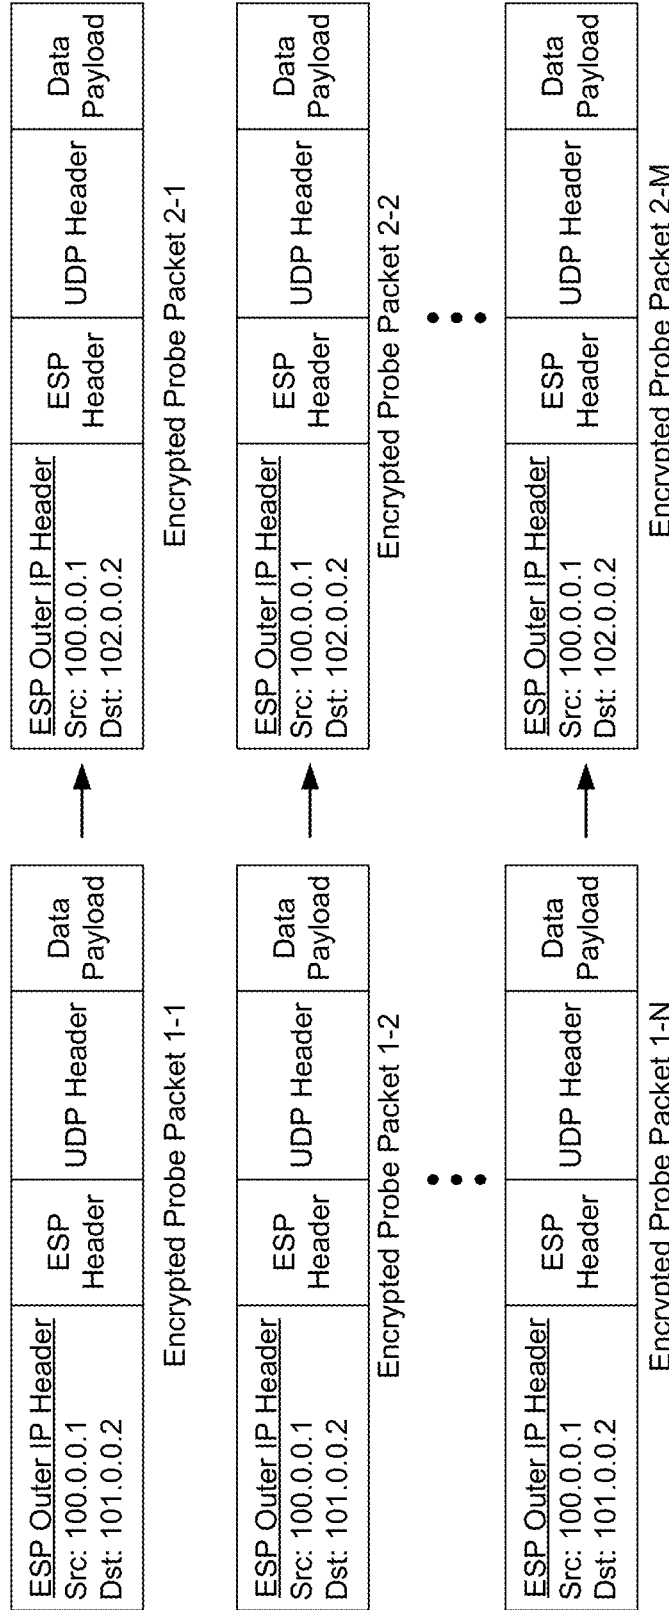 ESP Outer IP Header
Src: 100.0.0.1
Dst: 101.0.0.2
ESP
Header
UDP Header
Data
Payload
Encrypted Probe Packet 1-1
ESP Outer IP Header
Src: 100.0.0.1
Dst: 102.0.0.2
ESP
Header
UDP Header
Data
Payload
Encrypted Probe Packet 2-1
ESP Outer IP Header
Src: 100.0.0.1
Dst: 101.0.0.2
ESP
Header
UDP Header
Data
Payload
Encrypted Probe Packet 1-2
ESP Outer IP Header
Src: 100.0.0.1
Dst: 102.0.0.2
ESP
Header
UDP Header
Data
Payload
Encrypted Probe Packet 2-2
ESP Outer IP Header
Src: 100.0.0.1
Dst: 101.0.0.2
ESP
Header
UDP Header
Data
Payload
Encrypted Probe Packet 1-N
ESP Outer IP Header
Src: 100.0.0.1
Dst: 102.0.0.2
ESP
Header
UDP Header
Data
Payload
Encrypted Probe Packet 2-M